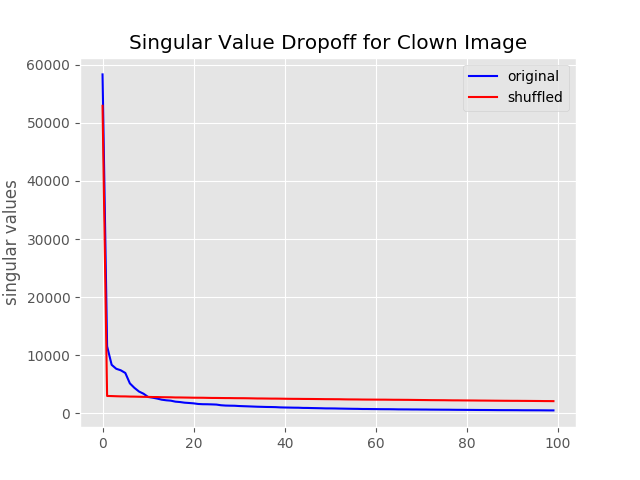 Singular Value Dropoff for Clown Image
original
shuffled
60000
50000
40000
30000
20000
10000
0
singular values
0 20 40 60 80 100